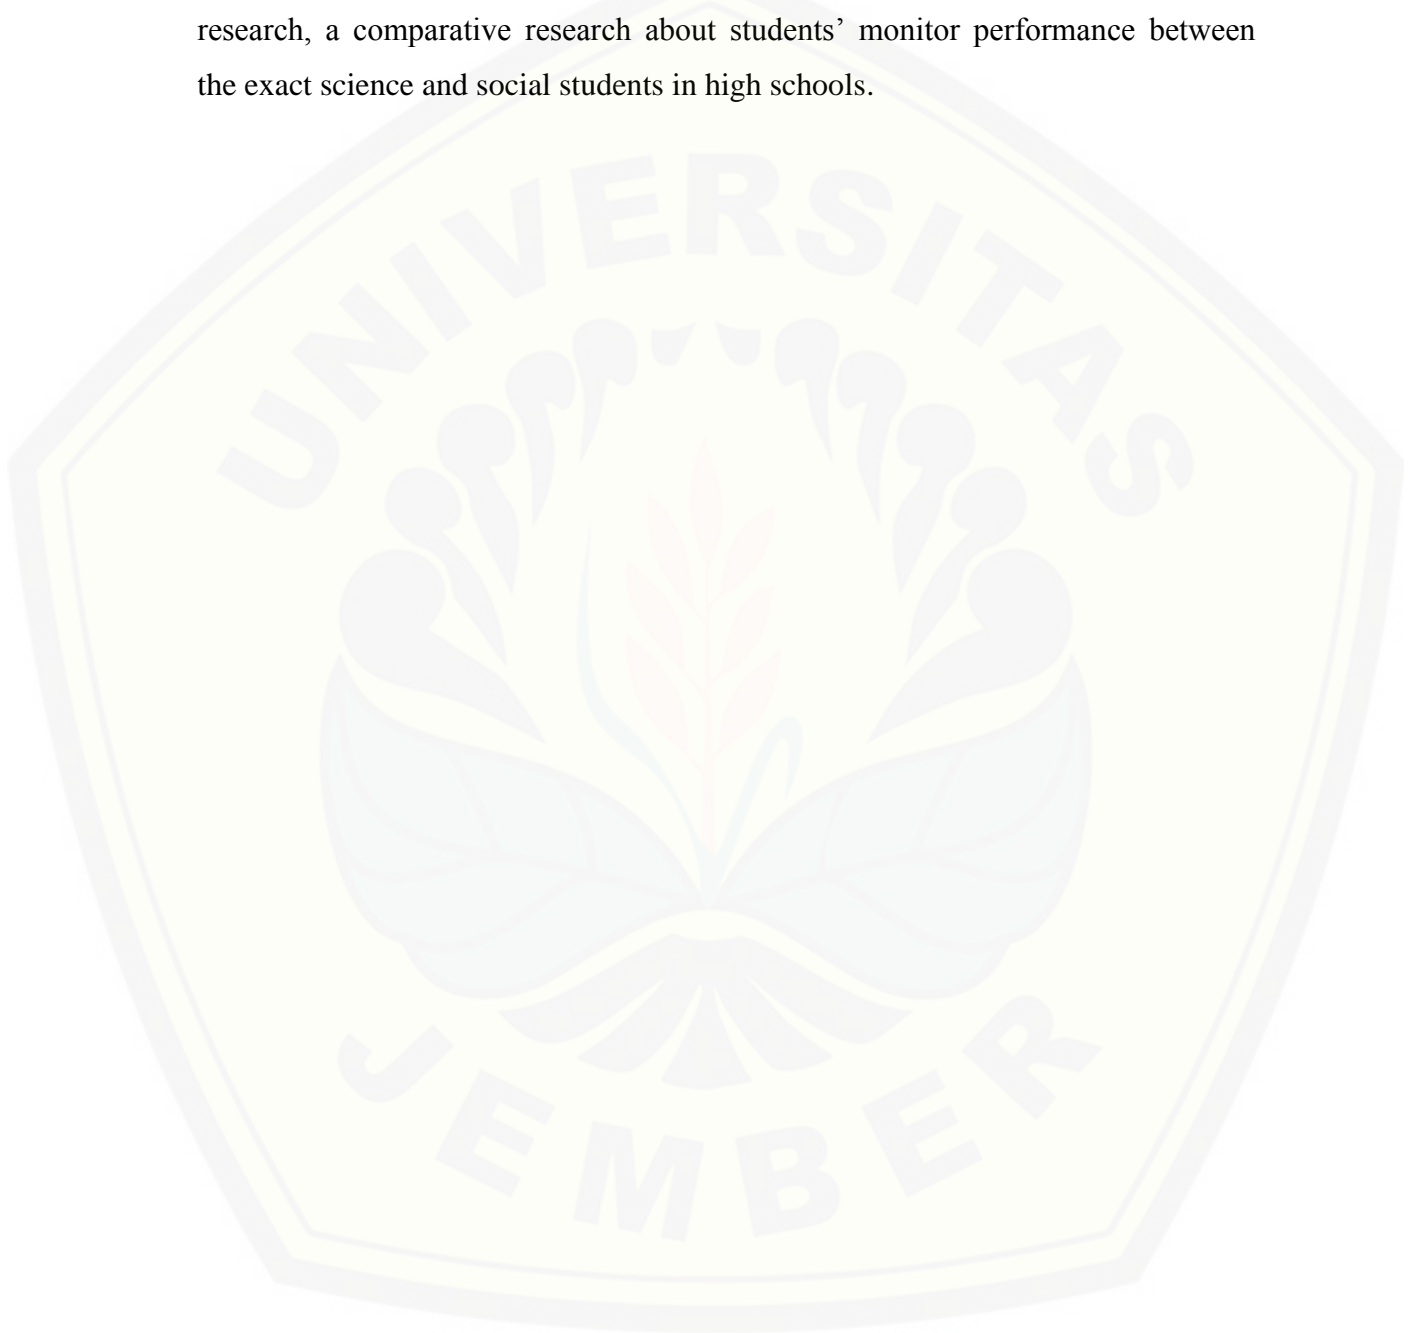 research, a comparative research about students’ monitor performance between
the exact science and social students in high schools.
UNIVERSITAS
JEMBER